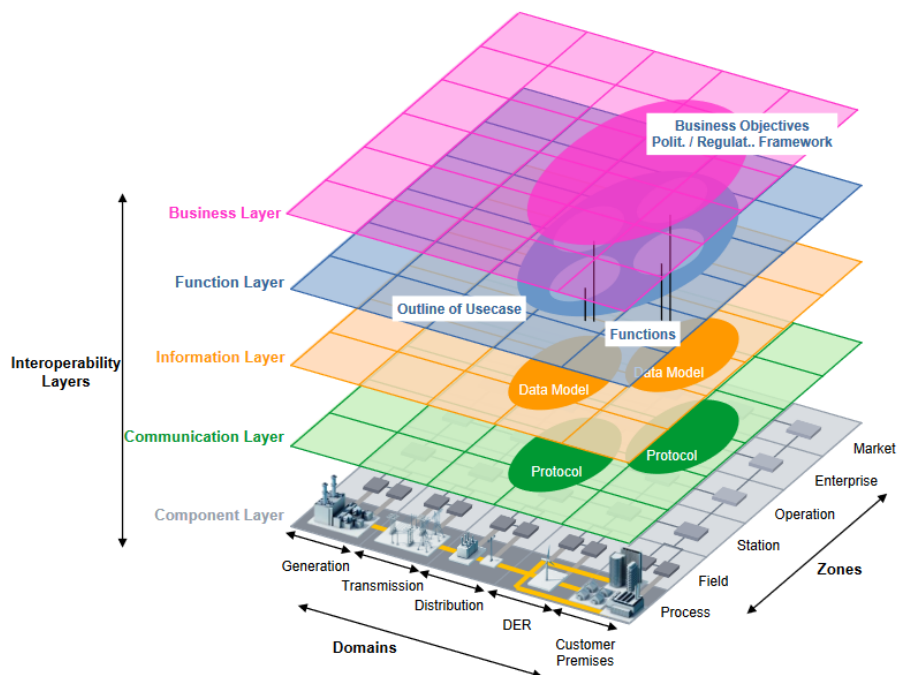 Business Objectives
Polit. / Regulat.. Framework
Business Layer
Function Layer
Outline of Usecase
Functions
Interoperability
Layers
Information Layer
Data Model
Data Model
Communication Layer
Protocol
Protocol
Component Layer
Market
Enterprise
Operation
Station
Field
Process
Zones
Generation
Transmission
Distribution
DER
Customer
Premises
Domains